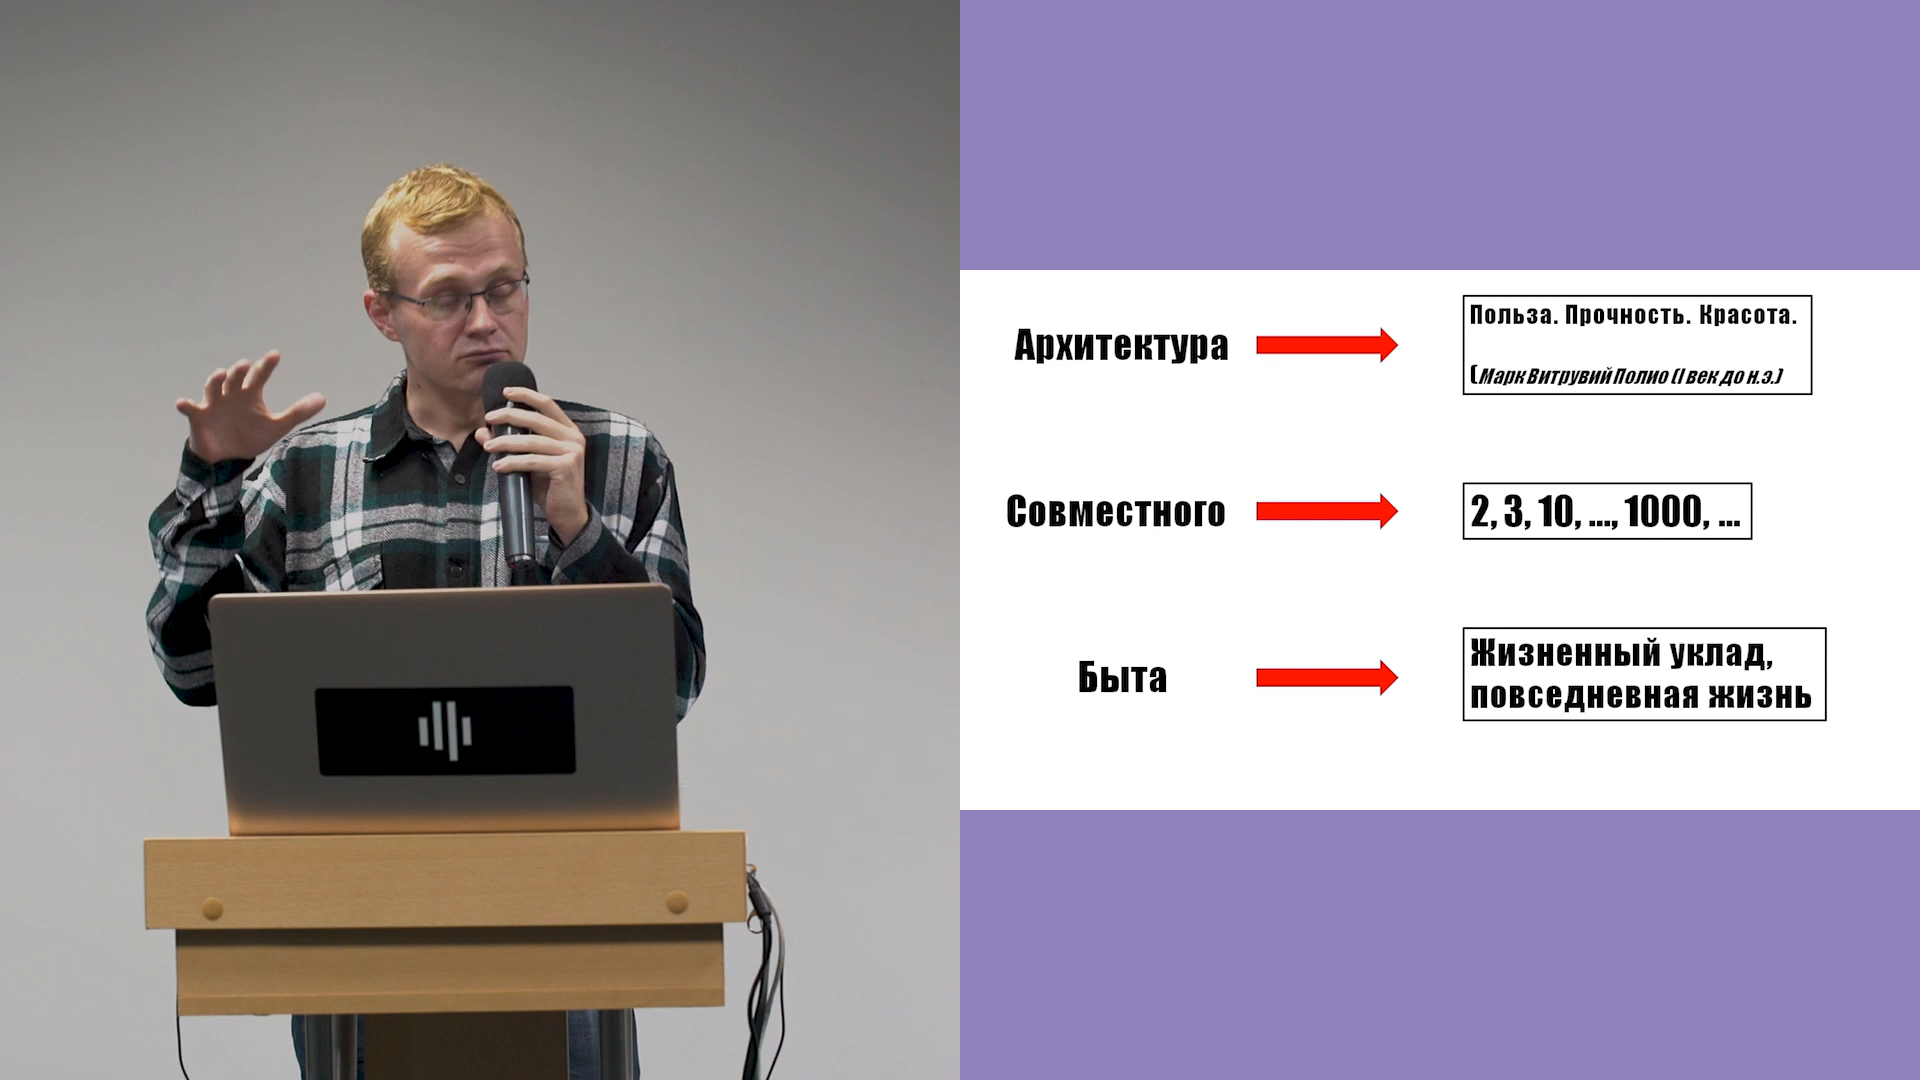 Архитектура
Польза. Прочность. Красота.
(Марк Витрувий Полио (I век до н.э.)
Совместного
2, 3, 10, ..., 1000, ...
Быта
Жизненный уклад,
повседневная жизнь